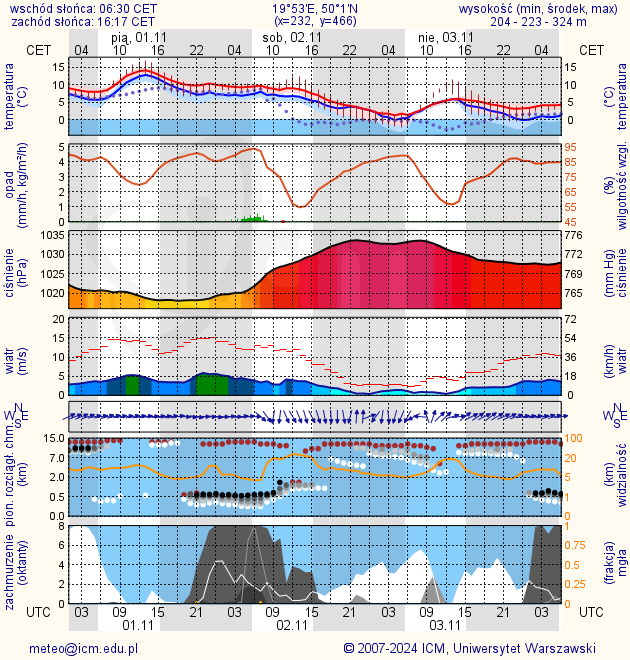 wschód słońca: 06:30 CET 19°53'E, 50°1'N wysokość (min, środek, max)
zachód słońca: 16:17 CET (x=232, y=466) 204 - 223 - 324 m
pią, 01.11 sob, 02.11 nie, 03.11
CET 04 10 16 22 04 10 16 22 04 10 16 22 04 CET
temperatura (°C) 15 10 5 0 15 10 5 0 temperatura (°C)
opad (mm/h, kg/m²/h) 5 4 3 2 1 0 95 85 75 65 55 45 wilgotność wzgl. (%)
ciśnienie (hPa) 1035 1030 1025 1020 776 772 769 765 ciśnienie (mm Hg)
wiatr (m/s) 20 15 10 5 0 72 54 36 18 0 wiatr (km/h)
N W E S N W E S
pion. rozciągł. chm. (km) 15.0 7.0 2.0 0.5 0.0 100 20 5 1 0 widzialność (km)
zachmurzenie (oktanty) 8 6 4 2 0 1 0.75 0.5 0.25 0 mgła (frakcja)
UTC 03 09 15 21 03 09 15 21 03 09 15 21 03 UTC
01.11 02.11 03.11
meteo@icm.edu.pl © 2007-2024 ICM, Uniwersytet Warszawski